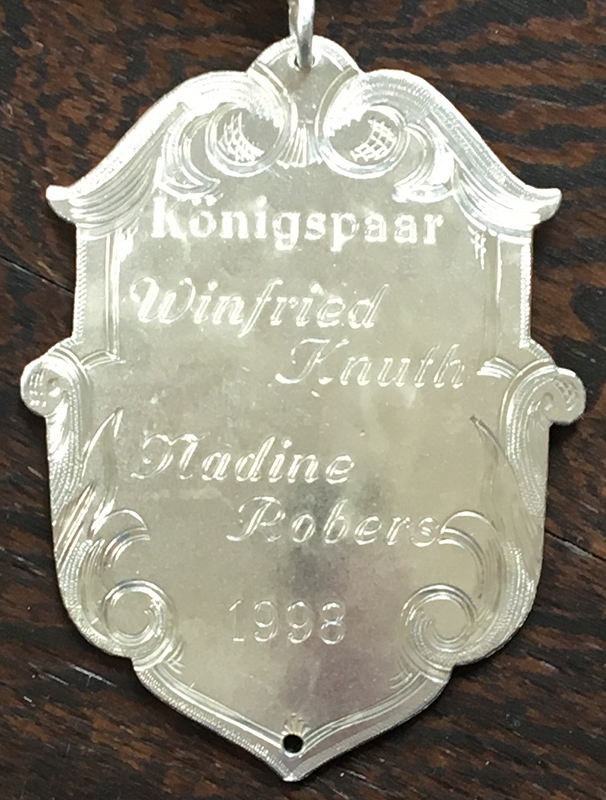 Königspaar
Winfried
Knuth
Nadine
Robers
1998